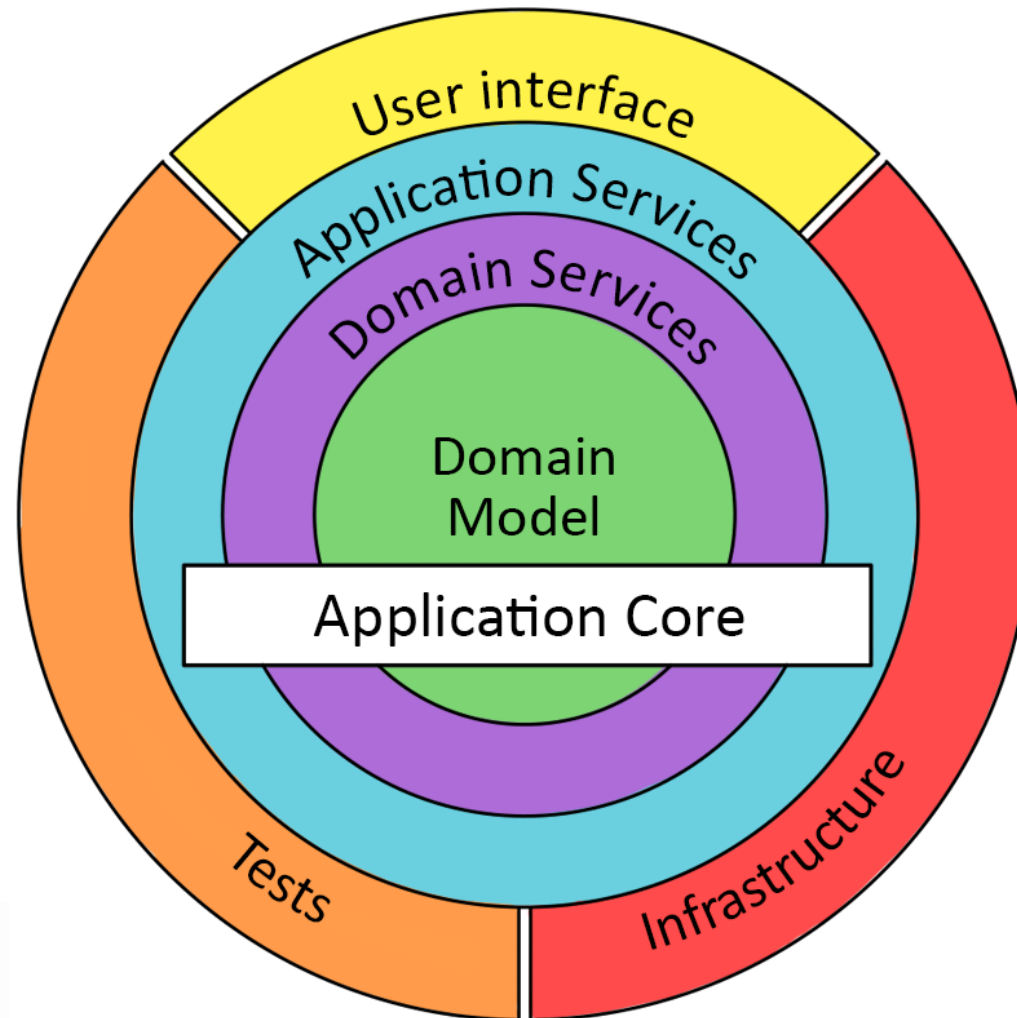 User interface
Application Services
Domain Services
Domain
Model
Application Core
Tests
Infrastructure